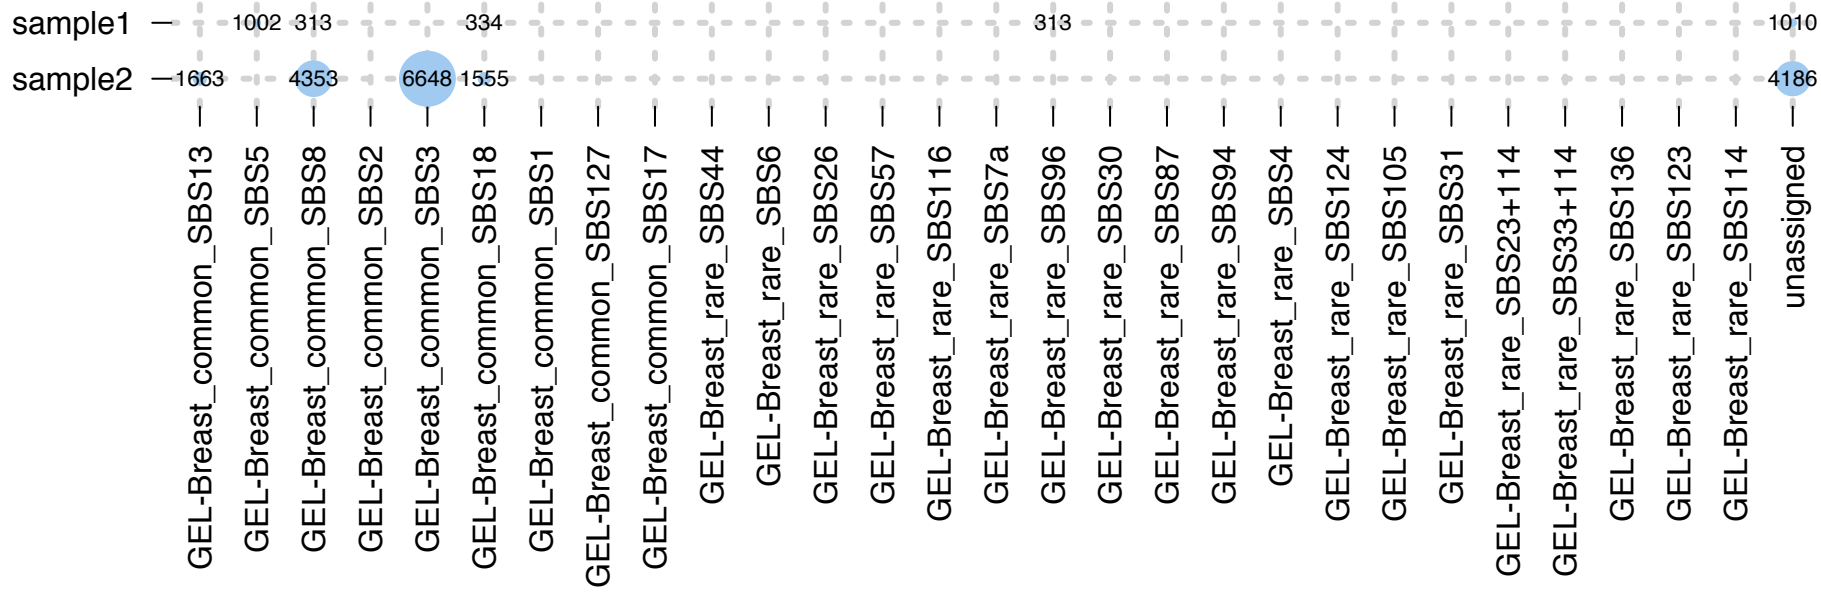 sample1 1002 313 334 313 1010
sample2 1663 4353 6648 1555 4186
GEL-Breast_common_SBS13
GEL-Breast_common_SBS5
GEL-Breast_common_SBS8
GEL-Breast_common_SBS2
GEL-Breast_common_SBS3
GEL-Breast_common_SBS18
GEL-Breast_common_SBS1
GEL-Breast_common_SBS127
GEL-Breast_common_SBS17
GEL-Breast_rare_SBS44
GEL-Breast_rare_SBS6
GEL-Breast_rare_SBS26
GEL-Breast_rare_SBS57
GEL-Breast_rare_SBS116
GEL-Breast_rare_SBS7a
GEL-Breast_rare_SBS96
GEL-Breast_rare_SBS30
GEL-Breast_rare_SBS87
GEL-Breast_rare_SBS94
GEL-Breast_rare_SBS4
GEL-Breast_rare_SBS124
GEL-Breast_rare_SBS105
GEL-Breast_rare_SBS31
GEL-Breast_rare_SBS23+114
GEL-Breast_rare_SBS33+114
GEL-Breast_rare_SBS136
GEL-Breast_rare_SBS123
GEL-Breast_rare_SBS114
unassigned